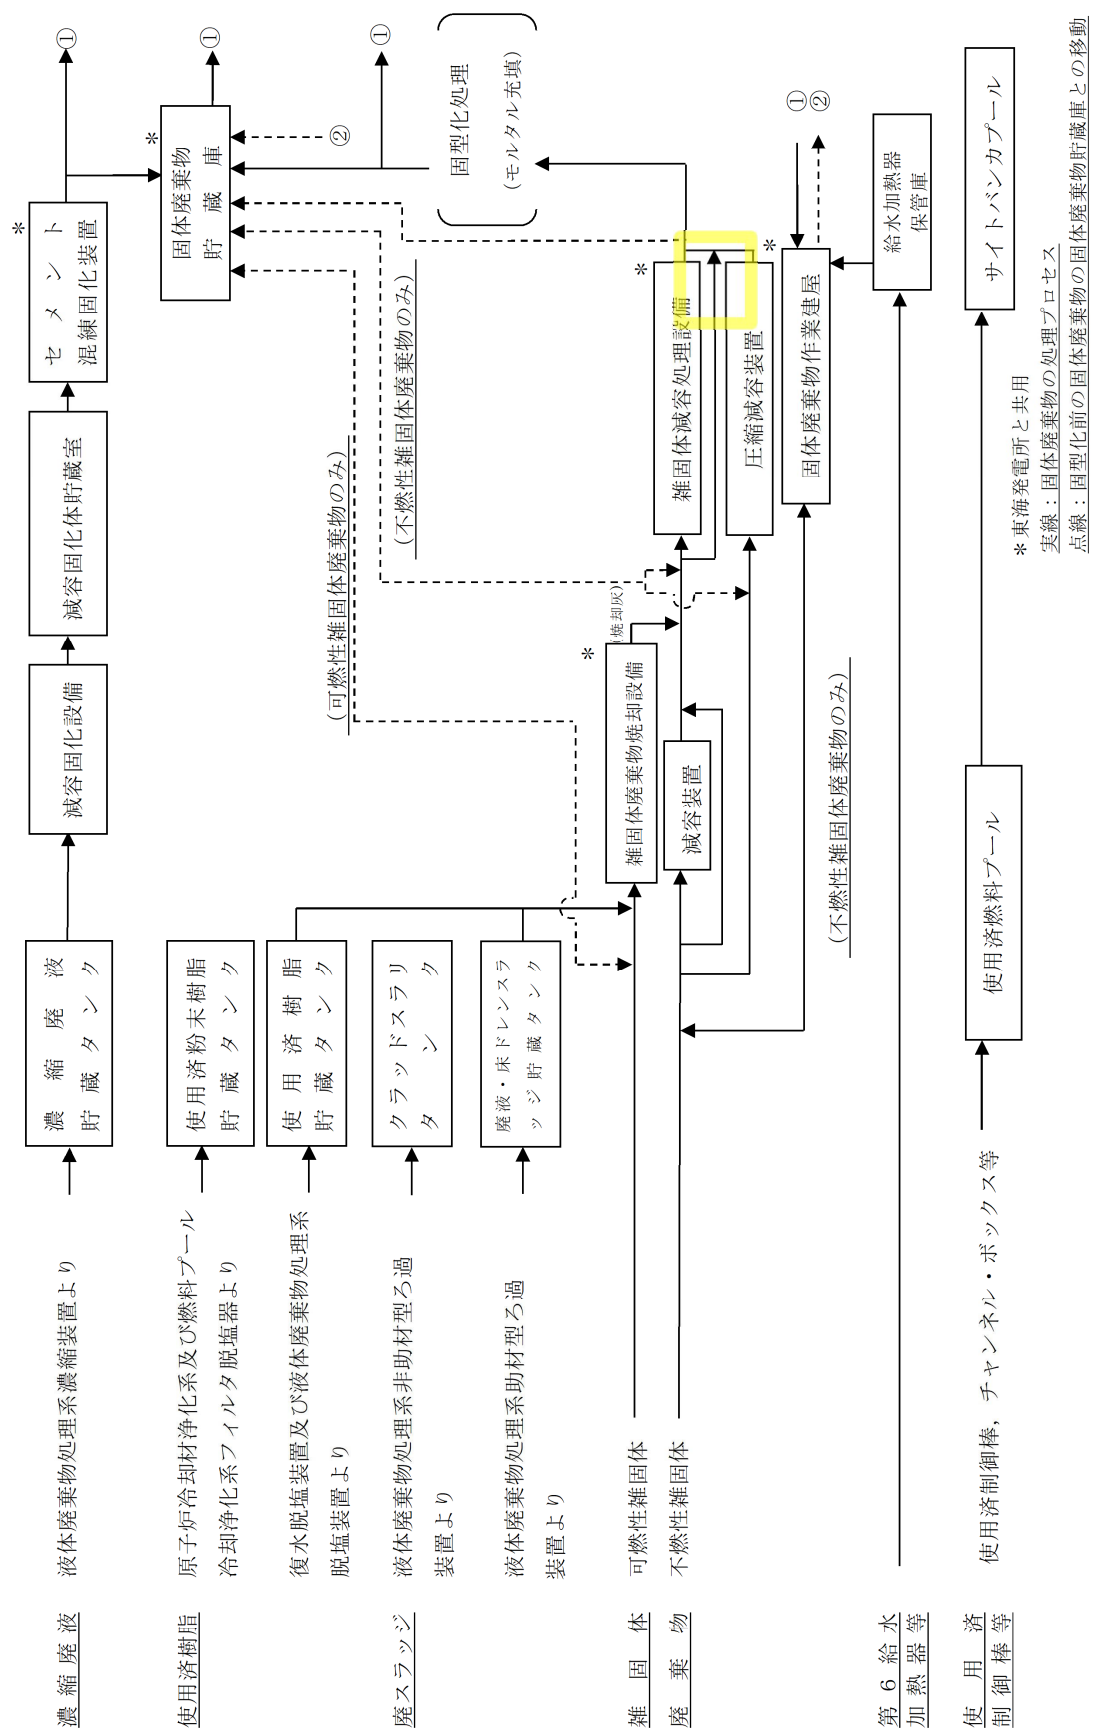 濃縮廃液
液体廃棄物処理系濃縮装置より
濃縮廃液
貯蔵タンク
減容固化設備
減容固化体貯蔵室
セメント
混練固化装置
*
①
使用済樹脂
原子炉冷却材浄化系及び燃料プール
冷却浄化系フィルタ脱塩器より
使用済粉末樹脂
貯蔵タンク
復水脱塩装置及び液体廃棄物処理系
脱塩装置より
使用済樹脂
貯蔵タンク
固体廃棄物
貯蔵庫
*
①
②
①
廃スラッジ
液体廃棄物処理系非助材型ろ過
装置より
クラッドスラリ
タンク
液体廃棄物処理系助材型ろ過
装置より
廃液・床ドレンスラ
ッジ貯蔵タンク
(可燃性雑固体廃棄物のみ)
(不燃性雑固体廃棄物のみ)
固型化処理
(モルタル充填)
雑固体
廃棄物
可燃性雑固体
不燃性雑固体
雑固体廃棄物焼却設備
*
焼却灰)
減容装置
雑固体減容処理設備
*
圧縮減容装置
固体廃棄物作業建屋
*
①
②
(不燃性雑固体廃棄物のみ)
第6給水
加熱器等
給水加熱器
保管庫
使用済
制御棒等
使用済制御棒，チャンネル・ボックス等
使用済燃料プール
サイトバンカプール
*東海発電所と共用
実線：固体廃棄物の処理プロセス
点線：固型化前の固体廃棄物の固体廃棄物貯蔵庫との移動